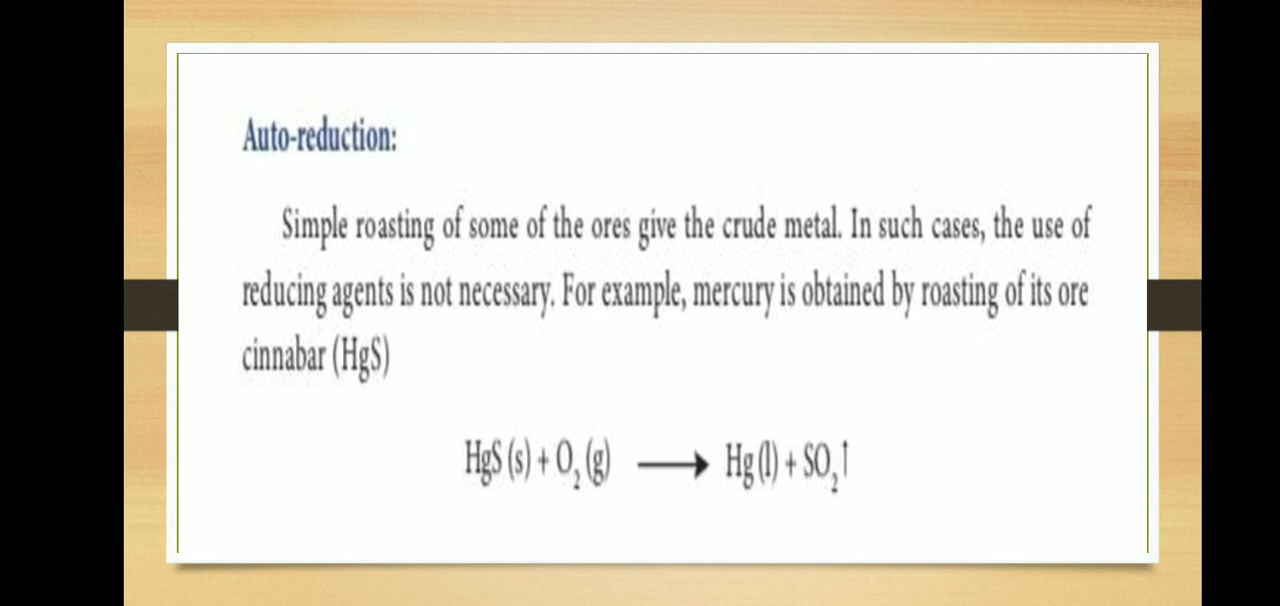 Auto-reduction:
Simple roasting of some of the ores give the crude metal. In such cases, the use of
reducing agents is not necessary. For example, mercury is obtained by roasting of its ore
cinnabar (HgS)
HgS (s) + O₂ (g) ⟶ Hg (l) + SO₂↑